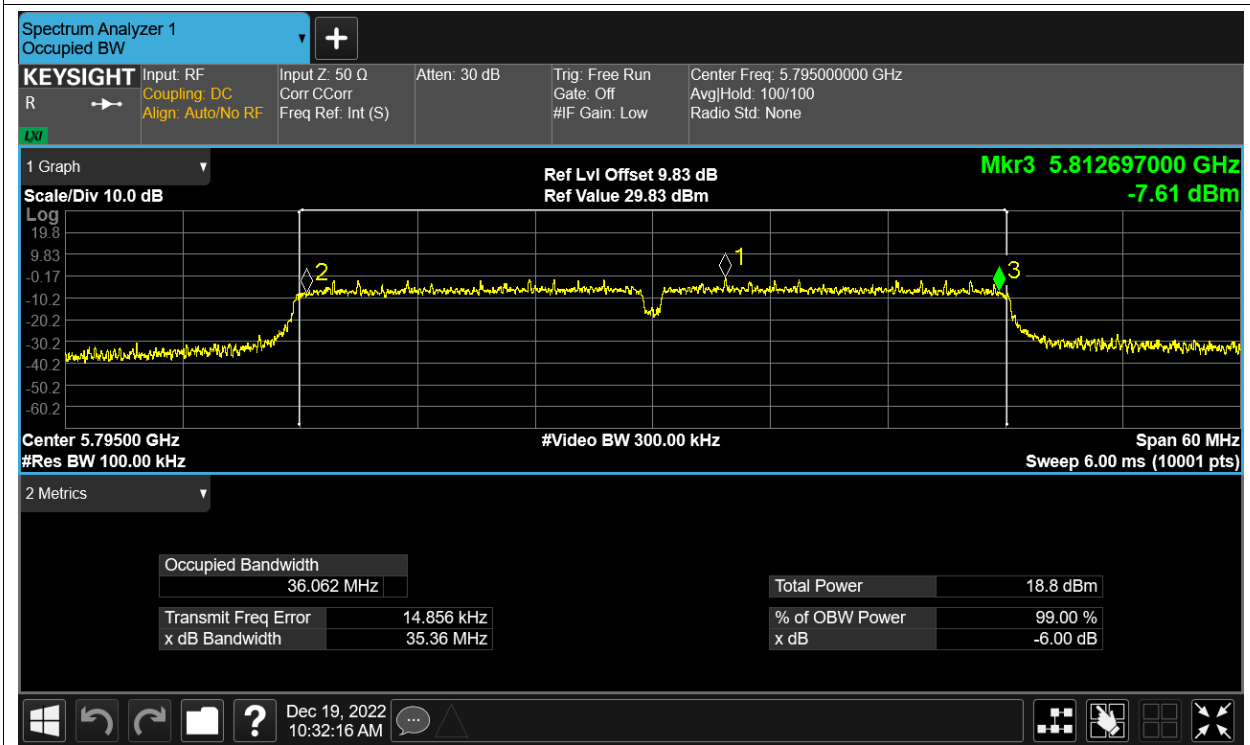 Spectrum Analyzer 1
Occupied BW
KEYSIGHT
R
LXI
Input: RF
Coupling: DC
Align: Auto/No RF
Input Z: 50 Ω
Corr CCorr
Freq Ref: Int (S)
Atten: 30 dB
Trig: Free Run
Gate: Off
#IF Gain: Low
Center Freq: 5.795000000 GHz
Avg|Hold: 100/100
Radio Std: None
1 Graph
Scale/Div 10.0 dB
Ref Lvl Offset 9.83 dB
Ref Value 29.83 dBm
Mkr3 5.812697000 GHz
-7.61 dBm
Log
19.8
9.83
-0.17
-10.2
-20.2
-30.2
-40.2
-50.2
-60.2
2
1
3
Center 5.79500 GHz
#Video BW 300.00 kHz
Span 60 MHz
#Res BW 100.00 kHz
Sweep 6.00 ms (10001 pts)
2 Metrics
Occupied Bandwidth
36.062 MHz
Total Power 18.8 dBm
Transmit Freq Error 14.856 kHz
% of OBW Power 99.00 %
x dB Bandwidth 35.36 MHz
x dB -6.00 dB
Dec 19, 2022
10:32:16 AM